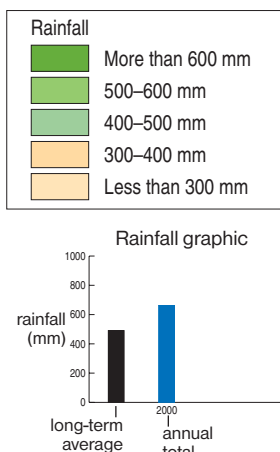 Rainfall
More than 600 mm
500–600 mm
400–500 mm
300–400 mm
Less than 300 mm
Rainfall graphic
1000
800
600
400
200
0
rainfall
(mm)
2000
long-term
average
annual
total